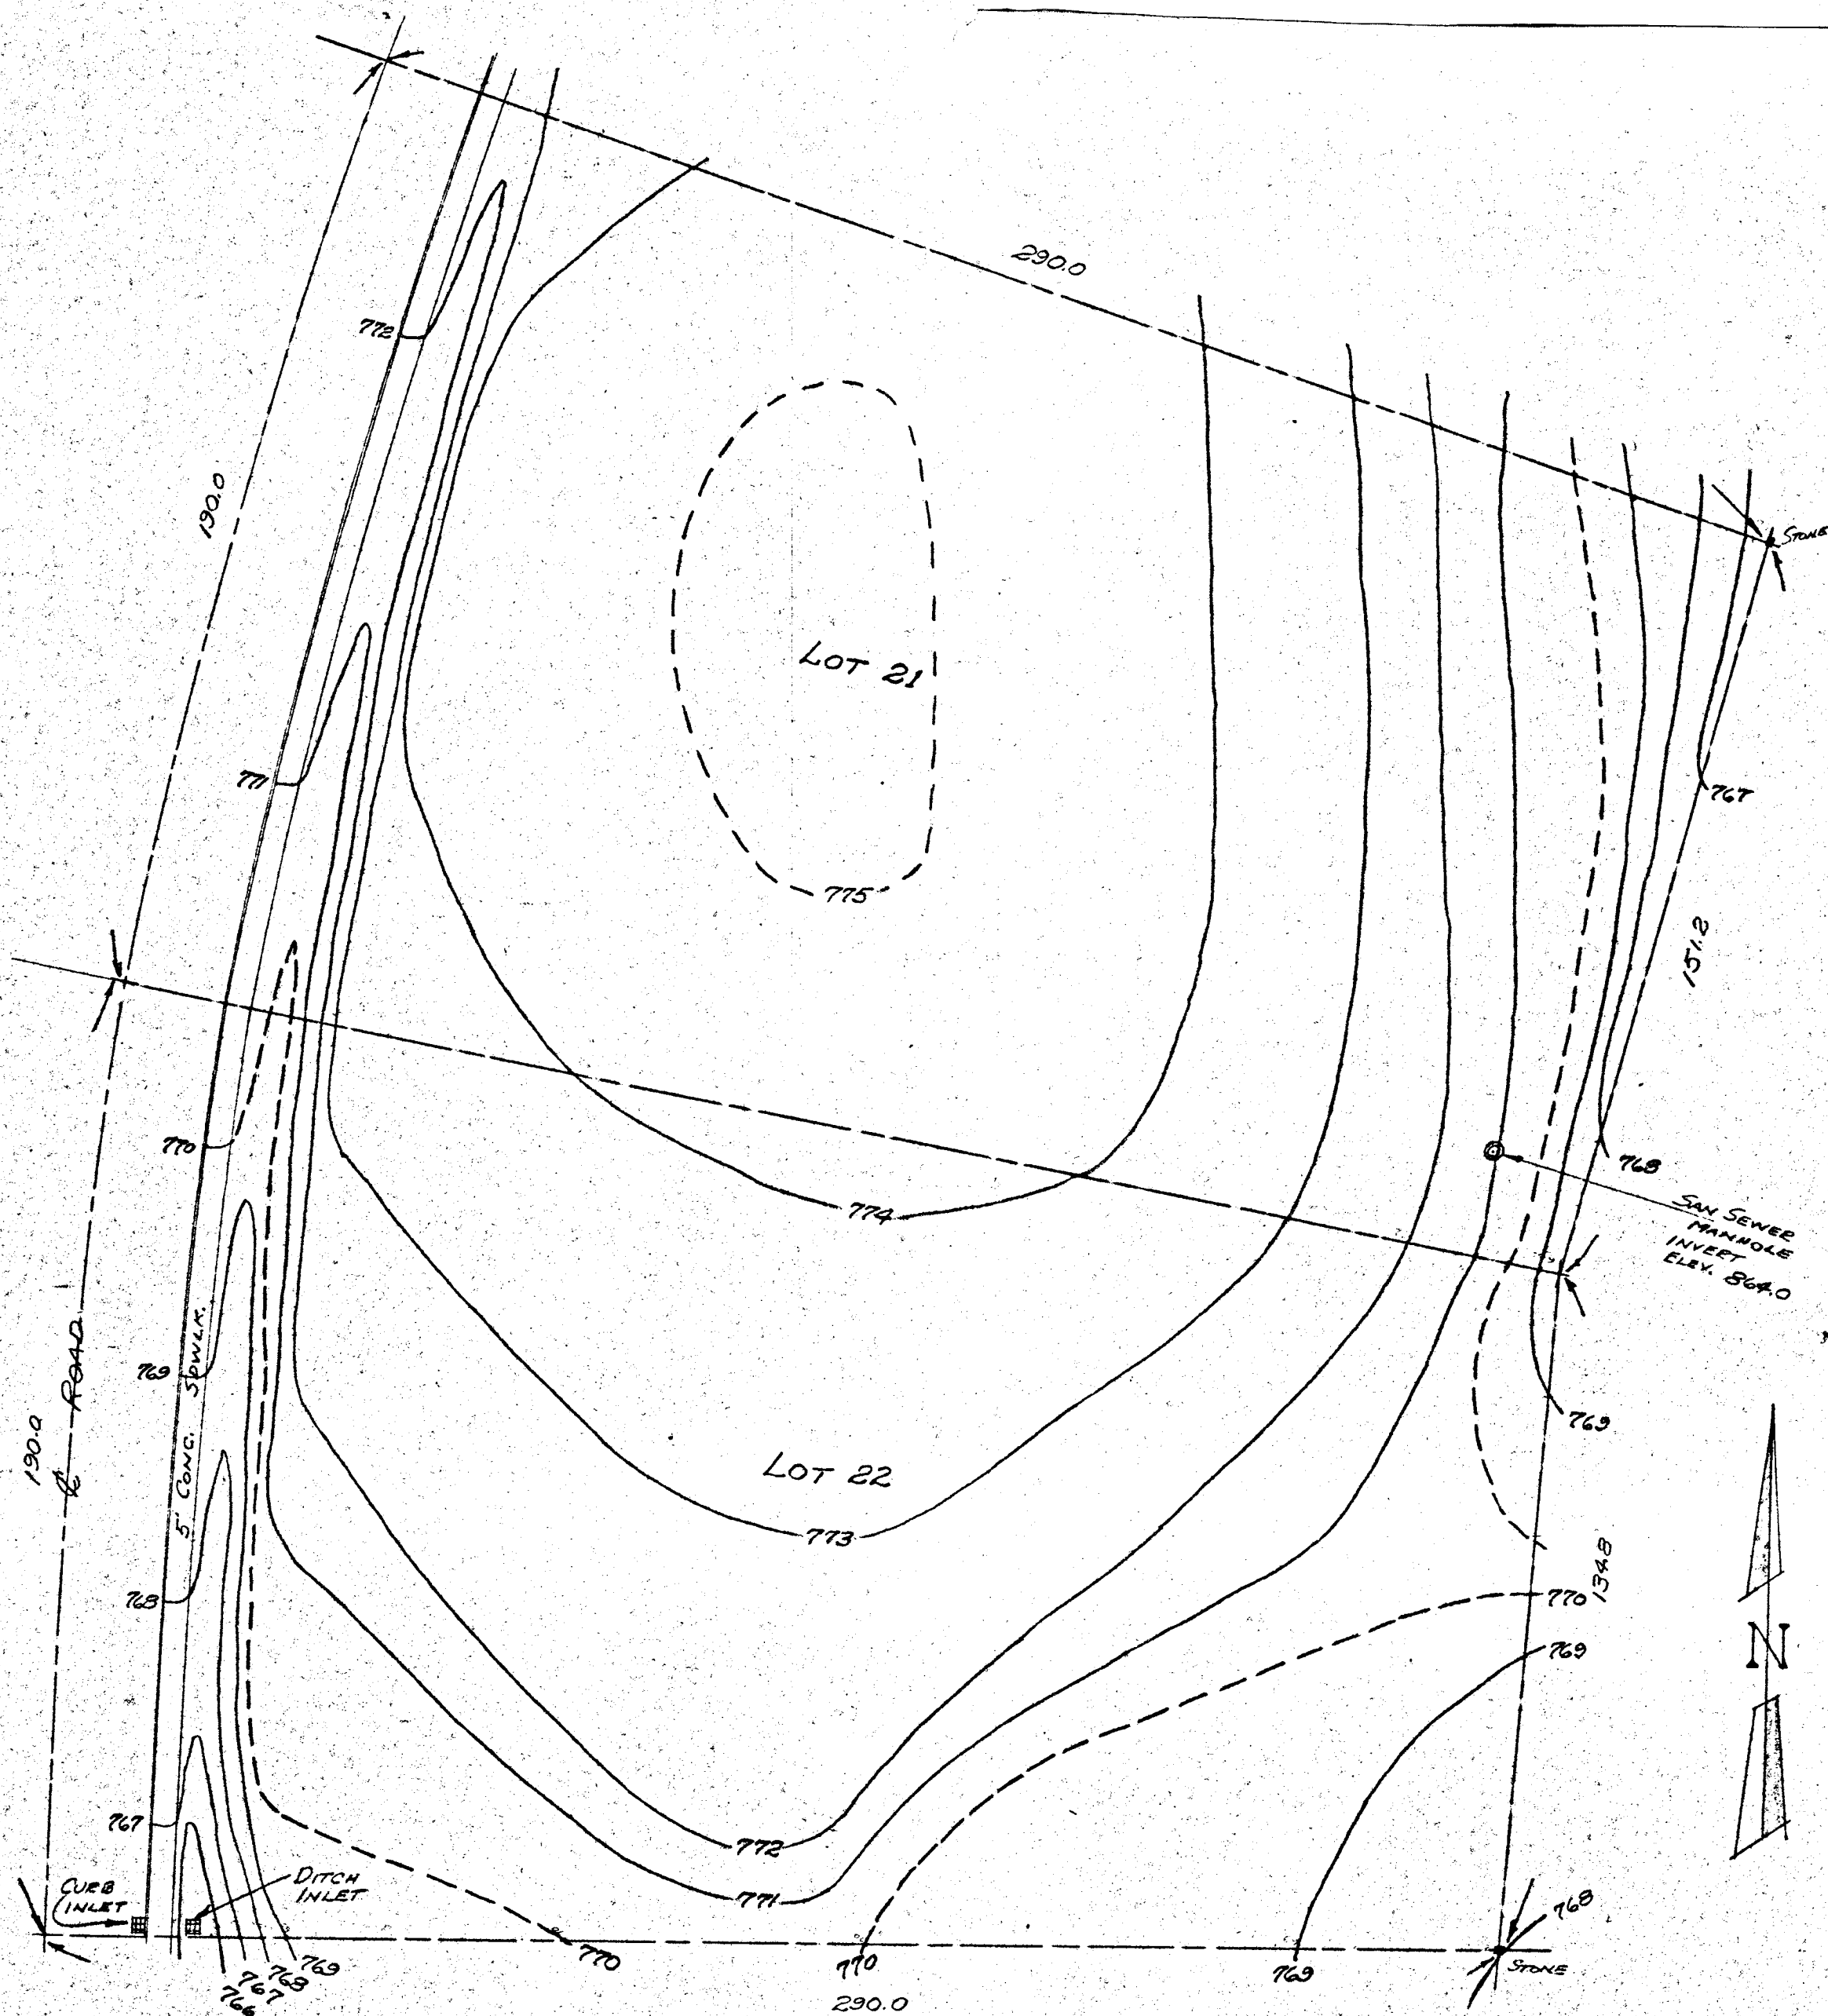 290.0
772
190.0
STONE
LOT 21
771
767
775
151.2
770
768
774
SAN SEWER
MANHOLE
INVERT
ELEV. 864.0
5' CONC. SDWLK.
769
190.0
℄ ROAD
769
LOT 22
773
768
134.8
770
769
N
767
772
771
CURB
INLET
DITCH
INLET
768
770
770
769
STONE
769
768
767
766
290.0